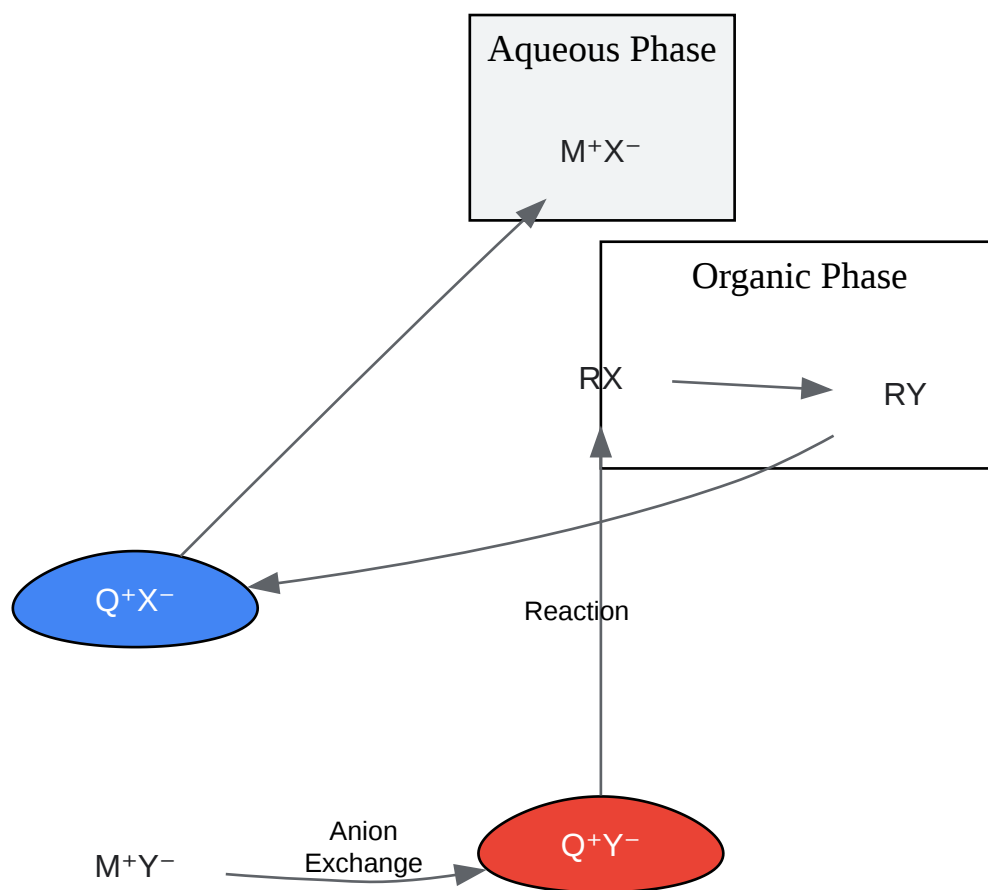 Aqueous Phase
M⁺X⁻
Organic Phase
RX
RY
Q⁺X⁻
Reaction
Anion
Exchange
Q⁺Y⁻
M⁺Y⁻